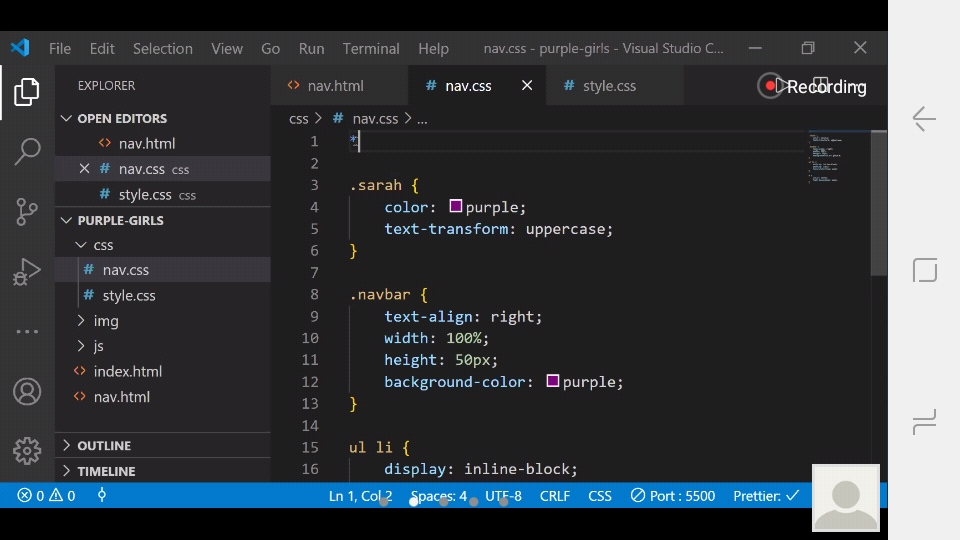 File Edit Selection View Go Run Terminal Help nav.css - purple-girls - Visual Studio C...
EXPLORER
nav.html
nav.css
style.css
Recording
OPEN EDITORS
nav.html
nav.css css
style.css css
PURPLE-GIRLS
css
nav.css
style.css
img
js
index.html
nav.html
OUTLINE
TIMELINE
css > # nav.css > ...
1 *
2
3 .sarah {
4 color: purple;
5 text-transform: uppercase;
6 }
7
8 .navbar {
9 text-align: right;
10 width: 100%;
11 height: 50px;
12 background-color: purple;
13 }
14
15 ul li {
16 display: inline-block;
0 0 Ln 1, Col 2 Spaces: 4 UTF-8 CRLF CSS Port : 5500 Prettier: ✓